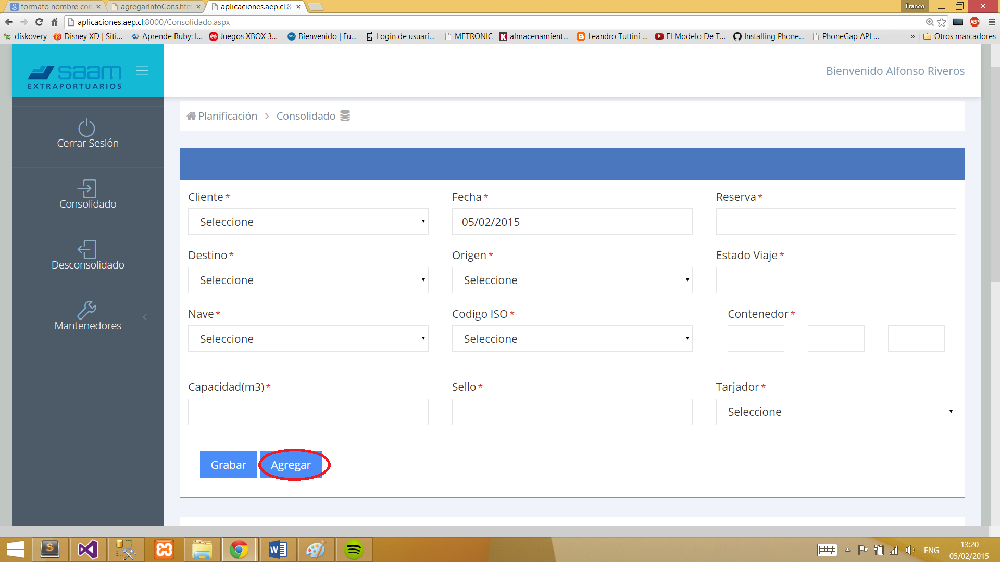 formato nombre con
agregarInfoCons.htm
aplicaciones.aep.cl:8
Franco
aplicaciones.aep.cl:8000/Consolidado.aspx
ABP
diskovery
Disney XD | Siti...
Aprende Ruby: I...
Juegos XBOX 3...
Bienvenido | Fu...
Login de usuari...
METRONIC
almacenamient...
Leandro Tuttini ...
El Modelo De T...
Installing Phone...
PhoneGap API ...
»
Otros marcadores
saam
EXTRAPORTUARIOS
Bienvenido Alfonso Riveros
Planificación > Consolidado
Cerrar Sesión
Consolidado
Desconsolidado
Mantenedores
Cliente *
Fecha *
Reserva *
Seleccione
05/02/2015
Destino *
Origen *
Estado Viaje *
Seleccione
Seleccione
Nave *
Codigo ISO *
Contenedor *
Seleccione
Seleccione
Capacidad(m3) *
Sello *
Tarjador *
Seleccione
Grabar
Agregar
ENG
13:20
05/02/2015